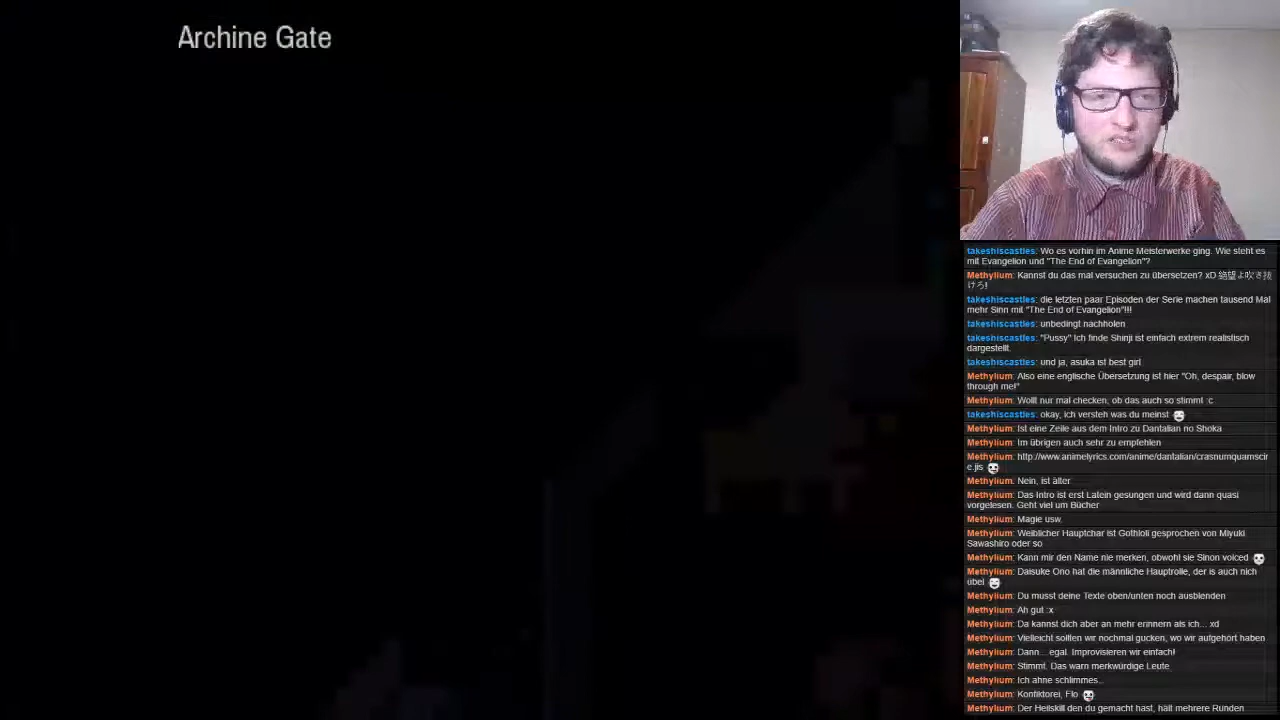 Archine Gate
takeshiscastles: Wo es vorhin im Anime Meisterwerke ging. Wie steht es
mit Evangelion und "The End of Evangelion"?
Methylium: Kannst du das mal versuchen zu übersetzen? xD 絶望よ吹き抜
けろ!
takeshiscastles: die letzten paar Episoden der Serie machen tausend Mal
mehr Sinn mit "The End of Evangelion"!!!
takeshiscastles: unbedingt nachholen
takeshiscastles: "Pussy" Ich finde Shinji ist einfach extrem realistisch
dargestellt.
takeshiscastles: und ja, asuka ist best girl
Methylium: Also eine englische Übersetzung ist hier "Oh, despair, blow
through me!"
Methylium: Wollt nur mal checken, ob das auch so stimmt :c
takeshiscastles: okay, ich versteh was du meinst
Methylium: Ist eine Zeile aus dem Intro zu Dantalian no Shoka
Methylium: Im übrigen auch sehr zu empfehlen
Methylium: http://www.animelyrics.com/anime/dantalian/crasnumquamscir
e.jis
Methylium: Nein, ist älter
Methylium: Das Intro ist erst Latein gesungen und wird dann quasi
vorgelesen. Geht viel um Bücher
Methylium: Magie usw.
Methylium: Weiblicher Hauptchar ist Gothloli gesprochen von Miyuki
Sawashiro oder so
Methylium: Kann mir den Name nie merken, obwohl sie Sinon voiced
Methylium: Daisuke Ono hat die männliche Hauptrolle, der is auch nich
übel
Methylium: Du musst deine Texte oben/unten noch ausblenden
Methylium: Ah gut :x
Methylium: Da kannst dich aber an mehr erinnern als ich... xd
Methylium: Vielleicht sollten wir nochmal gucken, wo wir aufgehört haben
Methylium: Dann... egal. Improvisieren wir einfach!
Methylium: Stimmt. Das warn merkwürdige Leute.
Methylium: Ich ahne schlimmes...
Methylium: Konfiktorei, Flo
Methylium: Der Heilskill den du gemacht hast, hält mehrere Runden